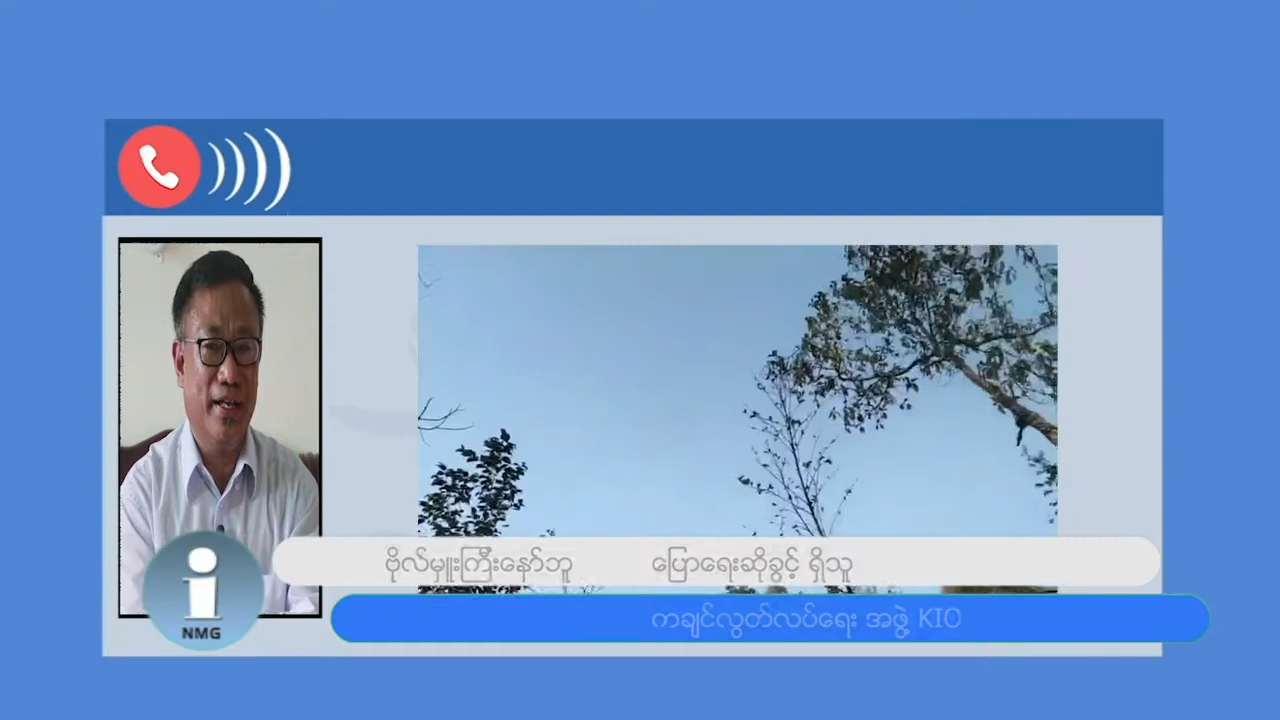 ဗိုလ်မှူးကြီးနော်ဘူ ပြောရေးဆိုခွင့် ရှိသူ
ကချင်လွတ်လပ်ရေး အဖွဲ့ KIO
NMG